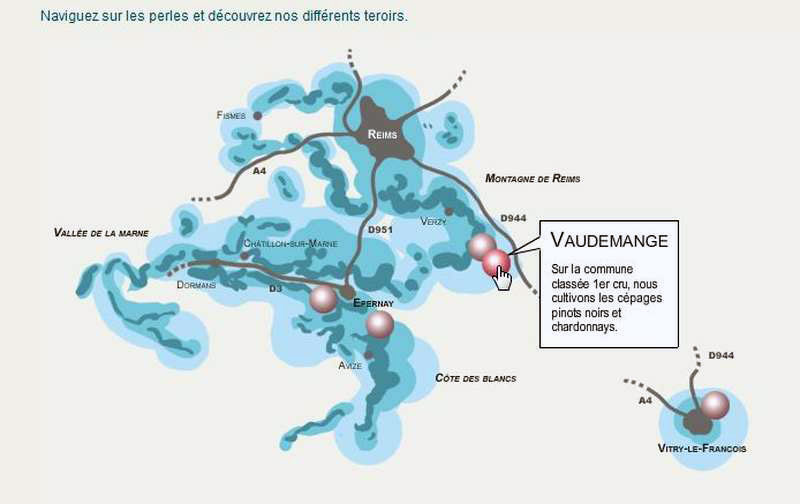 Naviguez sur les perles et découvrez nos différents teroirs.
Fismes
Reims
A4
Montagne de Reims
Vallée de la marne
Verzy
D944
D951
Châtillon-sur-Marne
Vaudemange
Sur la commune
classée 1er cru, nous
cultivons les cépages
pinots noirs et
chardonnays.
Dormans
D3
Epernay
Avize
Côte des blancs
D944
A4
Vitry-le-François